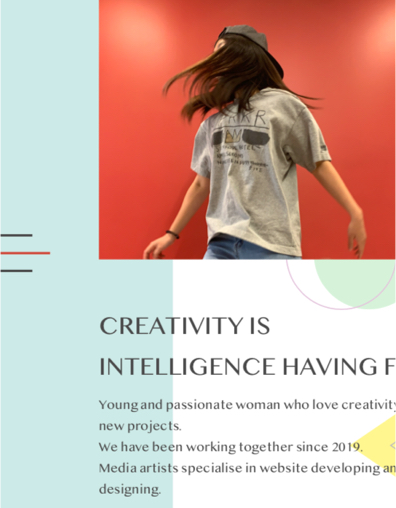 CREATIVITY IS
INTELLIGENCE HAVING F
Young and passionate woman who love creativity
new projects.
We have been working together since 2019.
Media artists specialise in website developing an
designing.